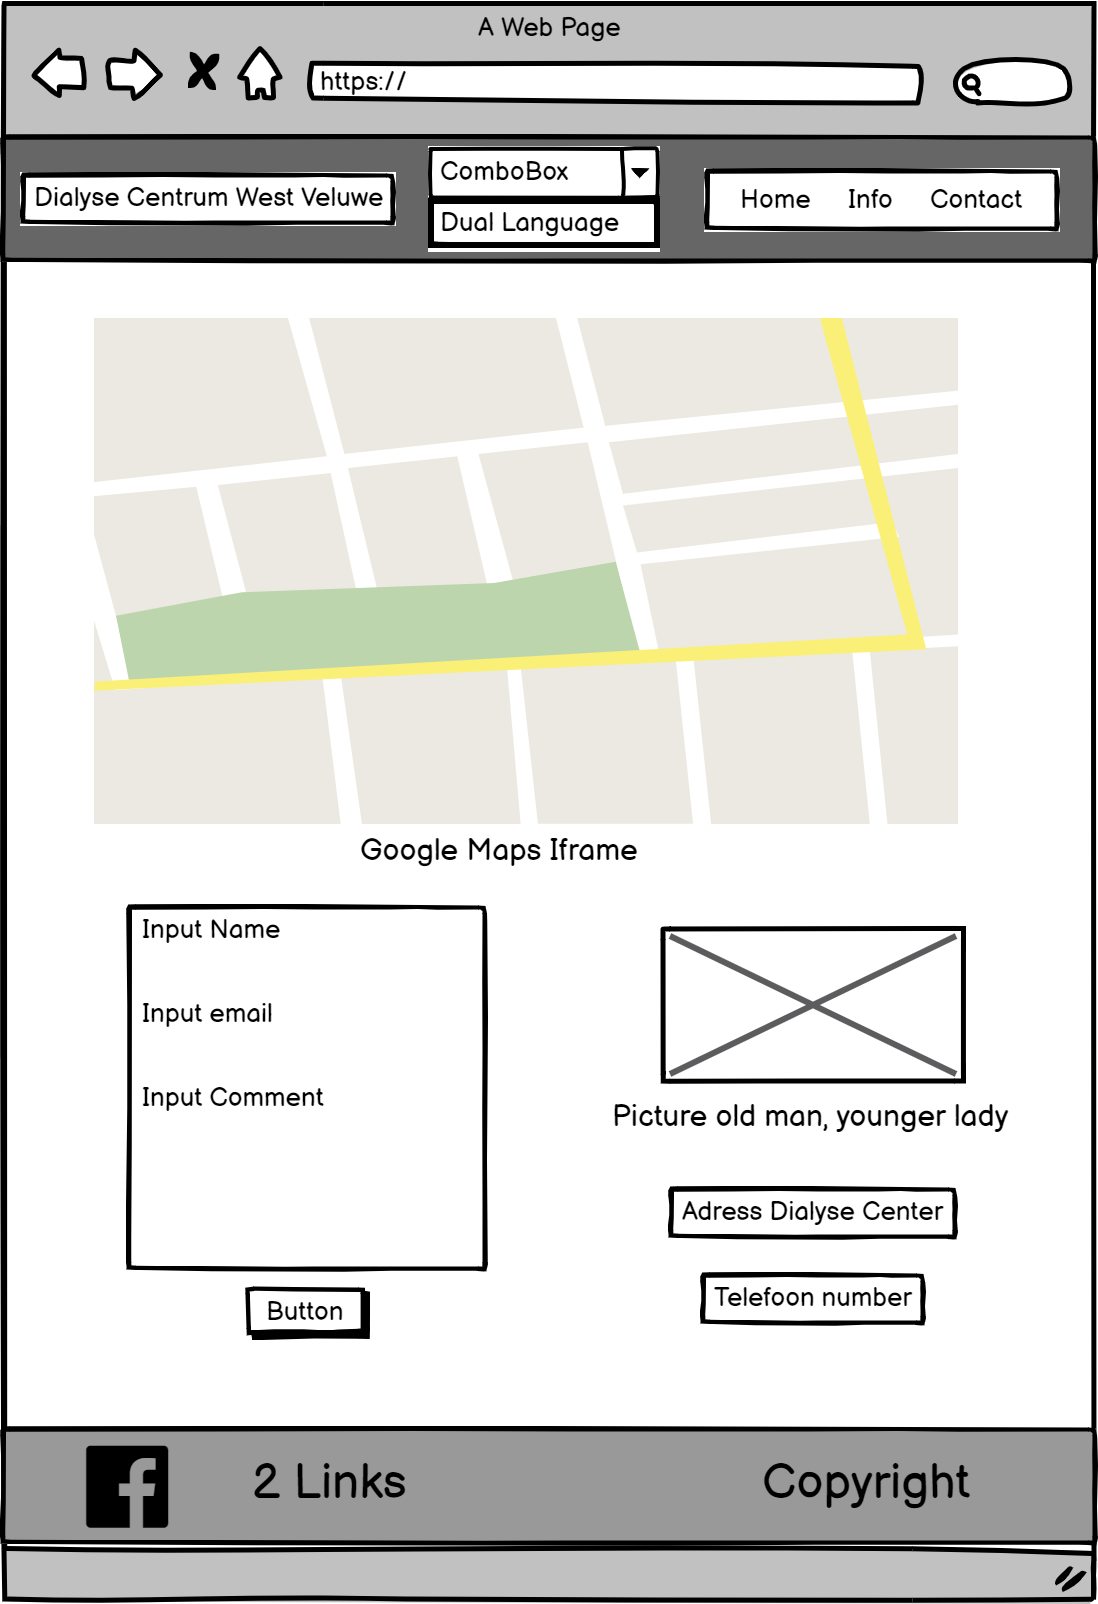 A Web Page
https://
Dialyse Centrum West Veluwe
ComboBox
Dual Language
Home Info Contact
Google Maps Iframe
Input Name
Input email
Input Comment
Button
Picture old man, younger lady
Adress Dialyse Center
Telefoon number
2 Links
Copyright